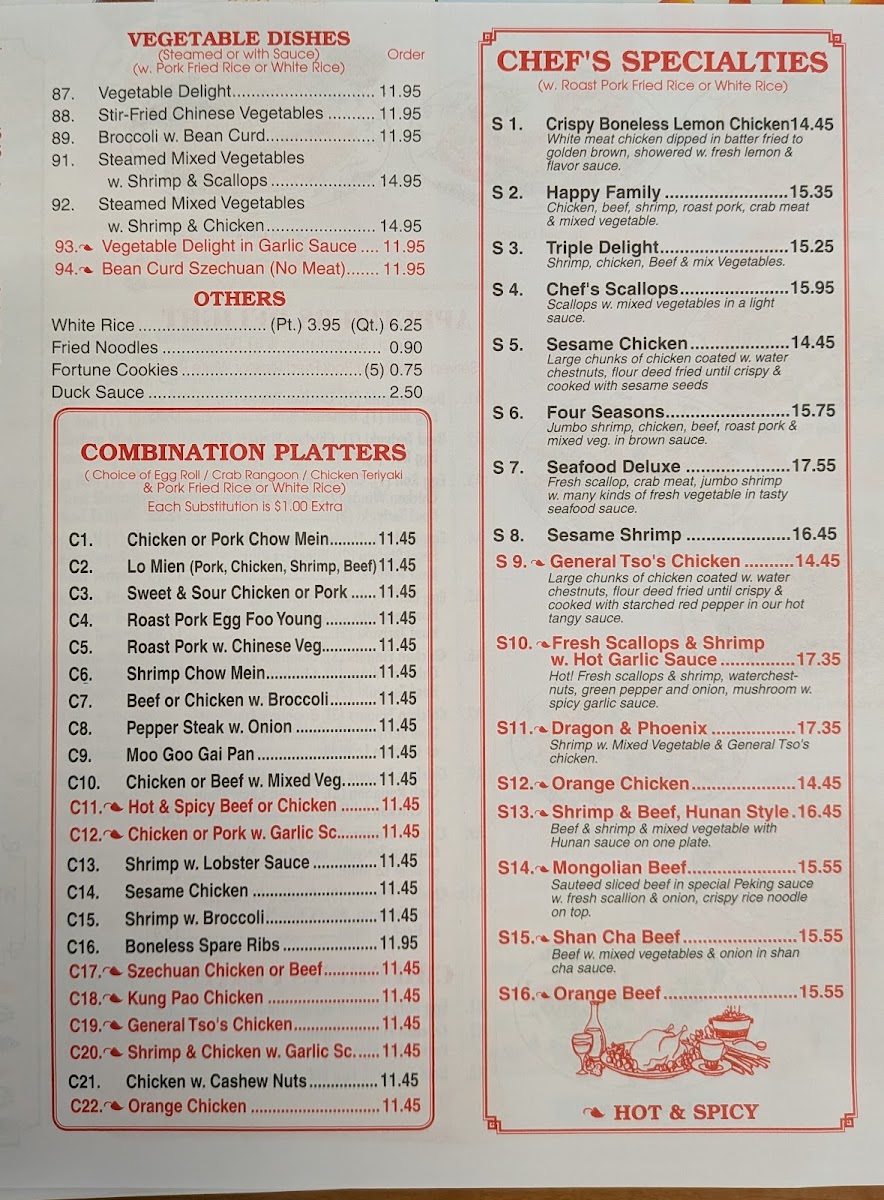 VEGETABLE DISHES
(Steamed or with Sauce) Order
(w. Pork Fried Rice or White Rice)
87. Vegetable Delight............................... 11.95
88. Stir-Fried Chinese Vegetables .......... 11.95
89. Broccoli w. Bean Curd........................ 11.95
91. Steamed Mixed Vegetables
w. Shrimp & Scallops ....................... 14.95
92. Steamed Mixed Vegetables
w. Shrimp & Chicken........................ 14.95
93. Vegetable Delight in Garlic Sauce .... 11.95
94. Bean Curd Szechuan (No Meat)....... 11.95
OTHERS
White Rice ............................ (Pt.) 3.95 (Qt.) 6.25
Fried Noodles ................................................ 0.90
Fortune Cookies ........................................(5) 0.75
Duck Sauce .................................................... 2.50
COMBINATION PLATTERS
( Choice of Egg Roll / Crab Rangoon / Chicken Teriyaki
& Pork Fried Rice or White Rice)
Each Substitution is $1.00 Extra
C1. Chicken or Pork Chow Mein...........11.45
C2. Lo Mien (Pork, Chicken, Shrimp, Beef)11.45
C3. Sweet & Sour Chicken or Pork ......11.45
C4. Roast Pork Egg Foo Young ............11.45
C5. Roast Pork w. Chinese Veg............11.45
C6. Shrimp Chow Mein.........................11.45
C7. Beef or Chicken w. Broccoli...........11.45
C8. Pepper Steak w. Onion ...................11.45
C9. Moo Goo Gai Pan ...........................11.45
C10. Chicken or Beef w. Mixed Veg........11.45
C11. Hot & Spicy Beef or Chicken .........11.45
C12. Chicken or Pork w. Garlic Sc..........11.45
C13. Shrimp w. Lobster Sauce ...............11.45
C14. Sesame Chicken .............................11.45
C15. Shrimp w. Broccoli..........................11.45
C16. Boneless Spare Ribs ......................11.95
C17. Szechuan Chicken or Beef............11.45
C18. Kung Pao Chicken .........................11.45
C19. General Tso's Chicken...................11.45
C20. Shrimp & Chicken w. Garlic Sc......11.45
C21. Chicken w. Cashew Nuts ................11.45
C22. Orange Chicken .............................11.45
CHEF'S SPECIALTIES
(w. Roast Pork Fried Rice or White Rice)
S 1. Crispy Boneless Lemon Chicken14.45
White meat chicken dipped in batter fried to
golden brown, showered w. fresh lemon &
flavor sauce.
S 2. Happy Family .........................15.35
Chicken, beef, shrimp, roast pork, crab meat
& mixed vegetable.
S 3. Triple Delight..........................15.25
Shrimp, chicken, Beef & mix Vegetables.
S 4. Chef's Scallops......................15.95
Scallops w. mixed vegetables in a light
sauce.
S 5. Sesame Chicken....................14.45
Large chunks of chicken coated w. water
chestnuts, flour deed fried until crispy &
cooked with sesame seeds
S 6. Four Seasons.........................15.75
Jumbo shrimp, chicken, beef, roast pork &
mixed veg. in brown sauce.
S 7. Seafood Deluxe .....................17.55
Fresh scallop, crab meat, jumbo shrimp
w. many kinds of fresh vegetable in tasty
seafood sauce.
S 8. Sesame Shrimp .....................16.45
S 9. General Tso's Chicken ..........14.45
Large chunks of chicken coated w. water
chestnuts, flour deed fried until crispy &
cooked with starched red pepper in our hot
tangy sauce.
S10. Fresh Scallops & Shrimp
w. Hot Garlic Sauce ...............17.35
Hot! Fresh scallops & shrimp, waterchest-
nuts, green pepper and onion, mushroom w.
spicy garlic sauce.
S11. Dragon & Phoenix .................17.35
Shrimp w. Mixed Vegetable & General Tso's
chicken.
S12. Orange Chicken.....................14.45
S13. Shrimp & Beef, Hunan Style .16.45
Beef & shrimp & mixed vegetable with
Hunan sauce on one plate.
S14. Mongolian Beef......................15.55
Sauteed sliced beef in special Peking sauce
w. fresh scallion & onion, crispy rice noodle
on top.
S15. Shan Cha Beef.......................15.55
Beef w. mixed vegetables & onion in shan
cha sauce.
S16. Orange Beef...........................15.55
HOT & SPICY